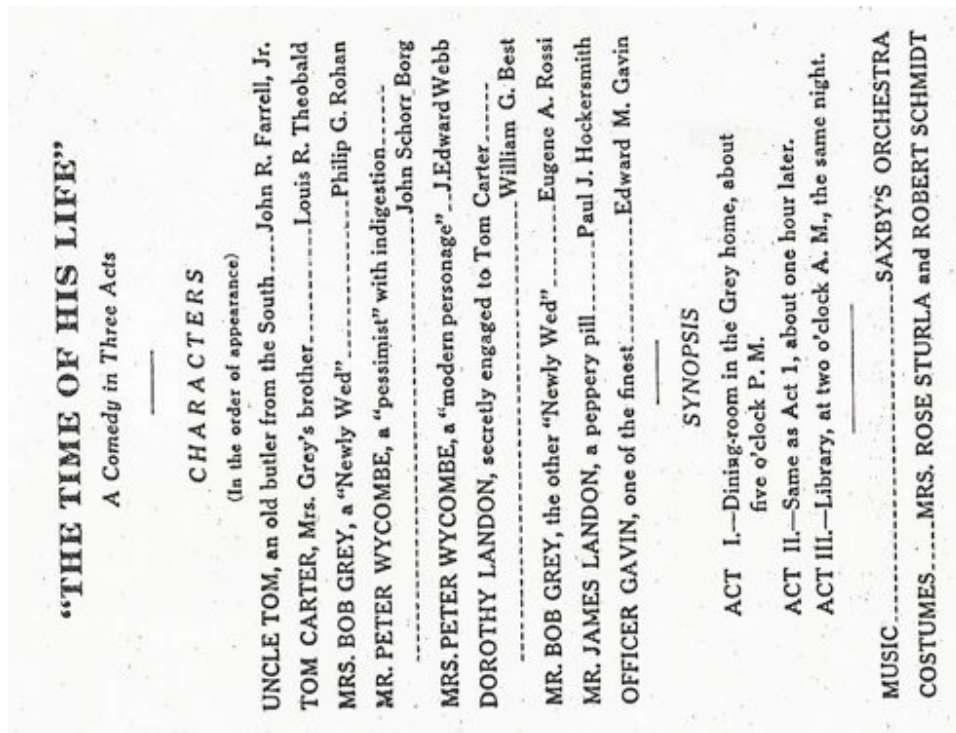 “THE TIME OF HIS LIFE”
A Comedy in Three Acts
CHARACTERS
(In the order of appearance)
UNCLE TOM, an old butler from the South....John R. Farrell, Jr.
TOM CARTER, Mrs. Grey's brother............Louis R. Theobald
MRS. BOB GREY, a “Newly Wed”................Philip G. Rohan
MR. PETER WYCOMBE, a “pessimist” with indigestion......
......................................................John Schorr Borg
MRS. PETER WYCOMBE, a “modern personage”...J.Edward Webb
DOROTHY LANDON, secretly engaged to Tom Carter......
......................................................William G. Best
MR. BOB GREY, the other “Newly Wed”.........Eugene A. Rossi
MR. JAMES LANDON, a peppery pill......Paul J. Hockersmith
OFFICER GAVIN, one of the finest................Edward M. Gavin
SYNOPSIS
ACT I.—Dining-room in the Grey home, about
five o'clock P. M.
ACT II.—Same as Act 1, about one hour later.
ACT III.—Library, at two o'clock A. M., the same night.
MUSIC........................................SAXBY'S ORCHESTRA
COSTUMES......MRS. ROSE STURLA and ROBERT SCHMIDT